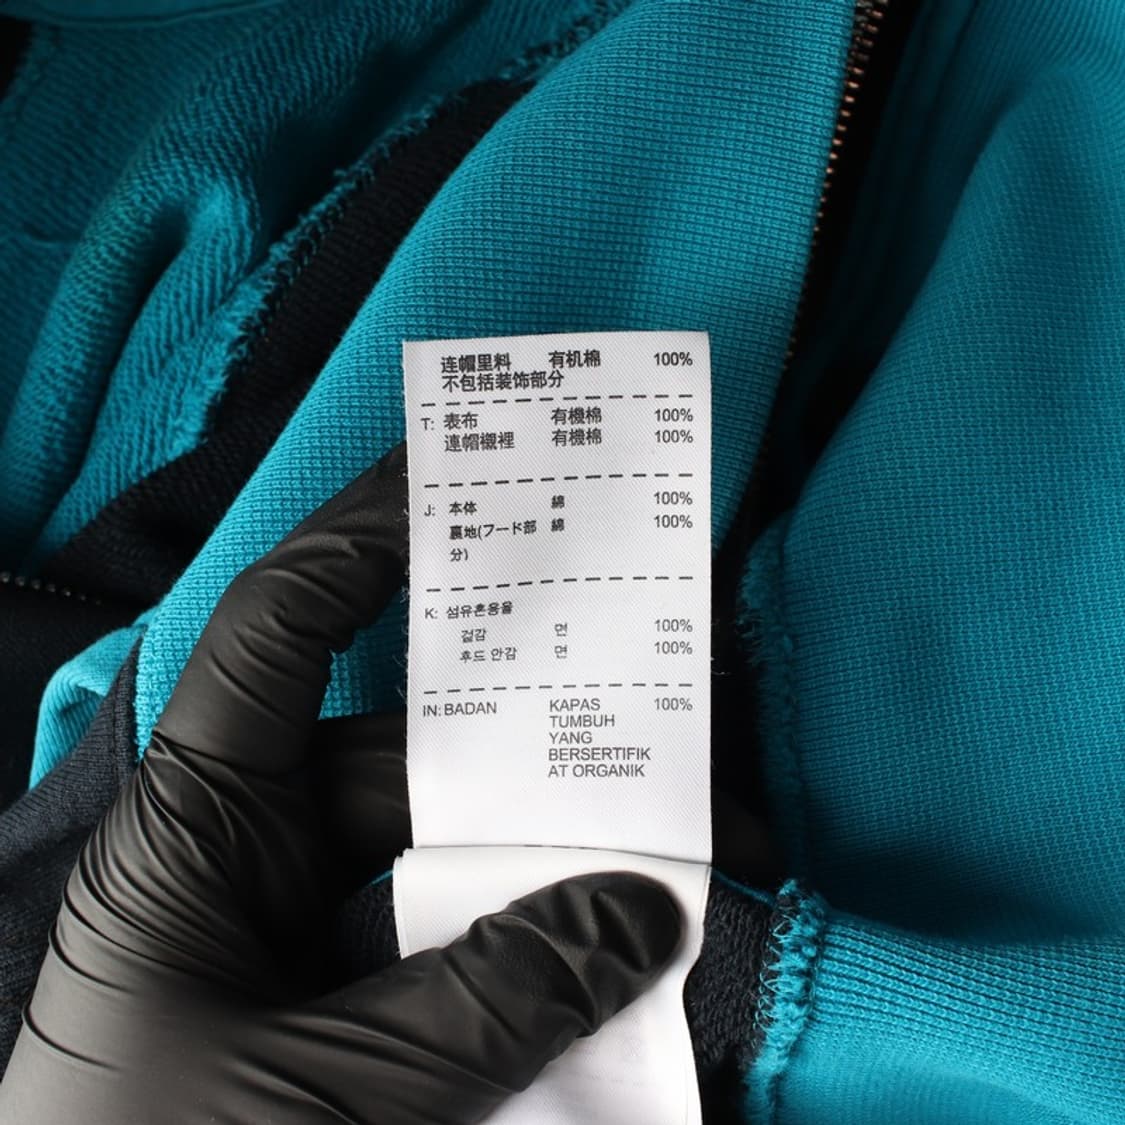 连帽里料 有机棉 100%
不包括装饰部分
T: 表布 有機棉 100%
連帽襯裡 有機棉 100%
J: 本体 綿 100%
裏地(フード部 綿 100%
分)
K: 섬유혼용율
겉감 면 100%
후드 안감 면 100%
IN: BADAN KAPAS 100%
TUMBUH
YANG
BERSERTIFIK
AT ORGANIK